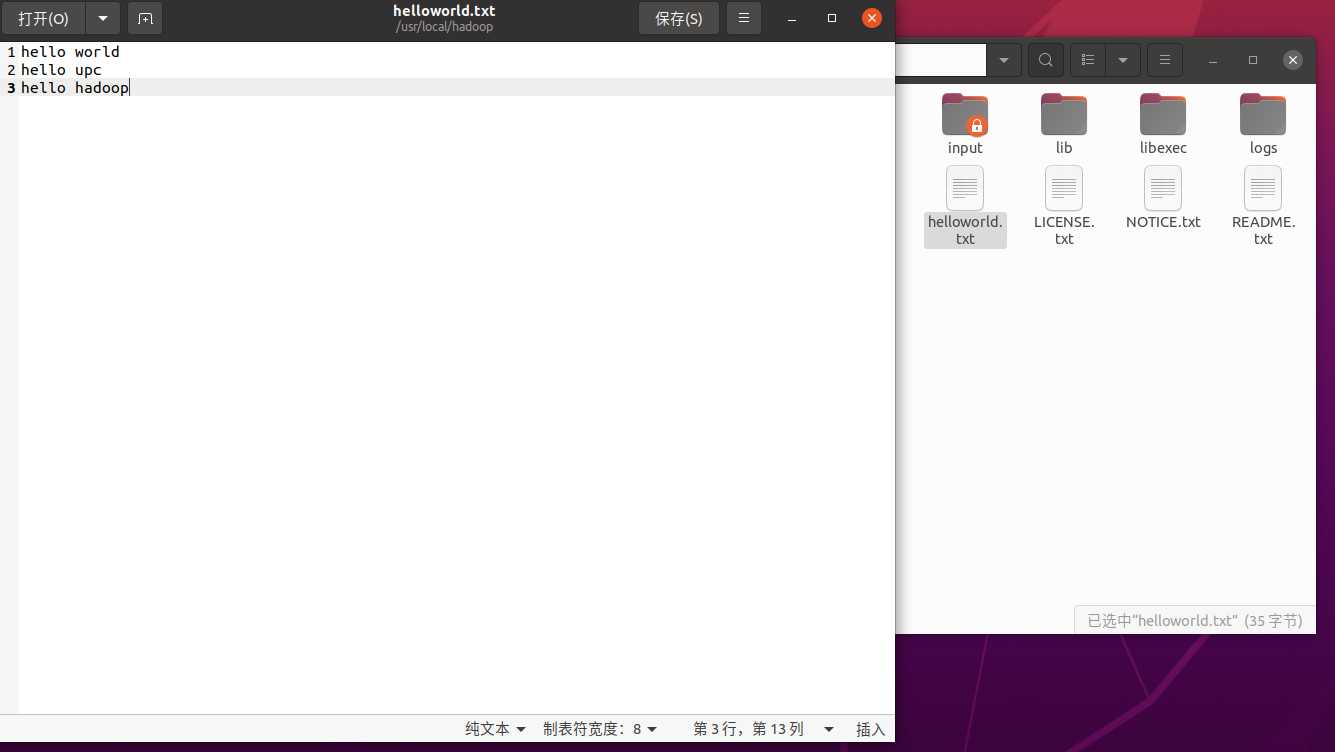 打开(O)
helloworld.txt
/usr/local/hadoop
保存(S)
1 hello world
2 hello upc
3 hello hadoop
纯文本
制表符宽度：8
第 3 行，第 13 列
插入
input
lib
libexec
logs
helloworld.
txt
LICENSE.
txt
NOTICE.txt
README.
txt
已选中“helloworld.txt” (35 字节)